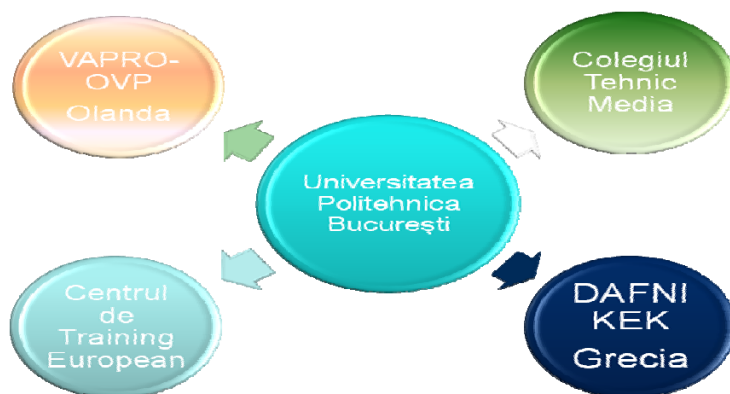 VAPRO-
OVP
Olanda
Colegiul
Tehnic
Media
Universitatea
Politehnica
Bucureşti
Centrul
de
Training
European
DAFNI
KEK
Grecia